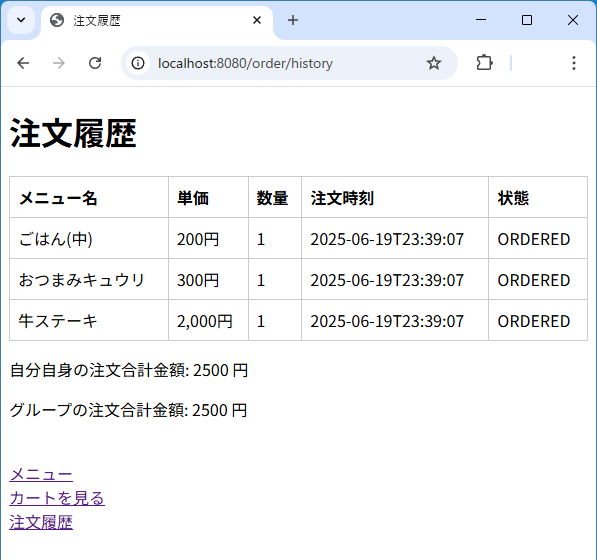 注文履歴
localhost:8080/order/history
注文履歴
メニュー名 単価 数量 注文時刻 状態
ごはん(中) 200円 1 2025-06-19T23:39:07 ORDERED
おつまみキュウリ 300円 1 2025-06-19T23:39:07 ORDERED
牛ステーキ 2,000円 1 2025-06-19T23:39:07 ORDERED
自分自身の注文合計金額: 2500 円
グループの注文合計金額: 2500 円
メニュー
カートを見る
注文履歴